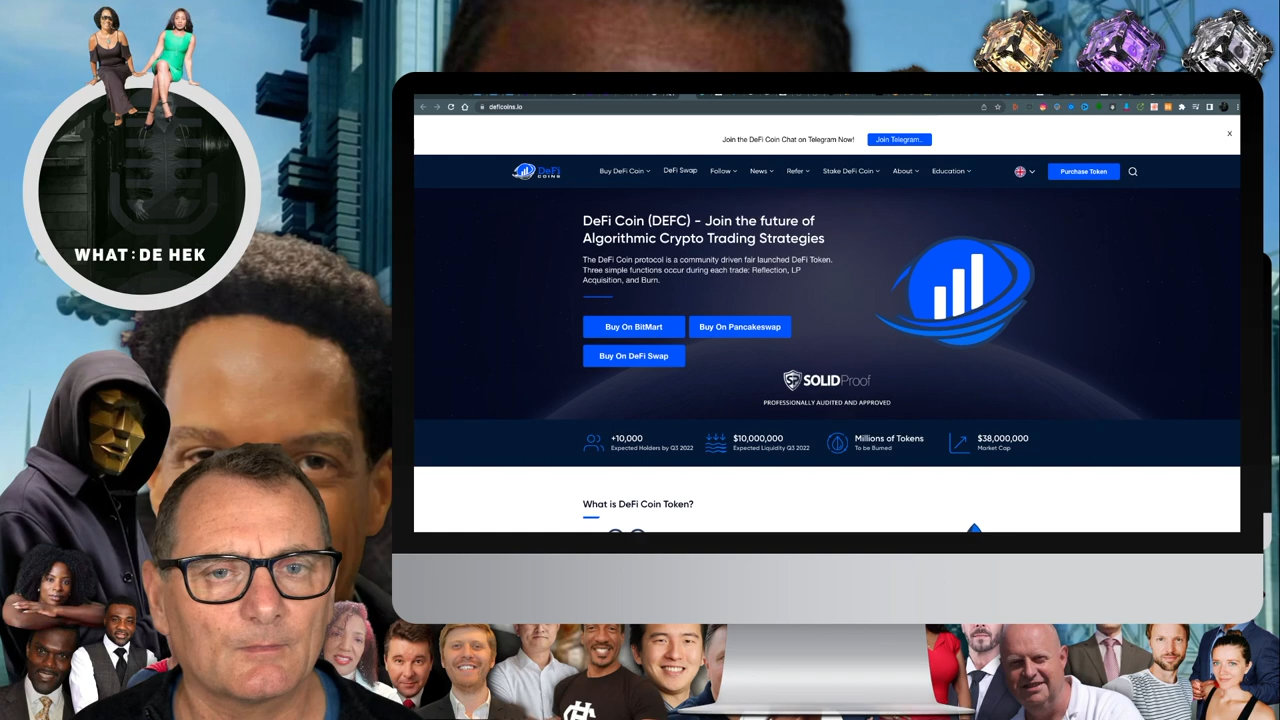 WHAT:DE HEK
deficoins.io
Join the DeFi Coin Chat on Telegram Now!
Join Telegram..
x
DeFi
COINS
Buy DeFi Coin
DeFi Swap
Follow
News
Refer
Stake DeFi Coin
About
Education
Purchase Token
DeFi Coin (DEFC) - Join the future of
Algorithmic Crypto Trading Strategies
The DeFi Coin protocol is a community driven fair launched DeFi Token.
Three simple functions occur during each trade: Reflection, LP
Acquisition, and Burn.
Buy On BitMart
Buy On Pancakeswap
Buy On DeFi Swap
SOLIDProof
PROFESSIONALLY AUDITED AND APPROVED
+10,000
Expected Holders by Q3 2022
$10,000,000
Expected Liquidity Q3 2022
Millions of Tokens
To be Burned
$38,000,000
Market Cap
What is DeFi Coin Token?